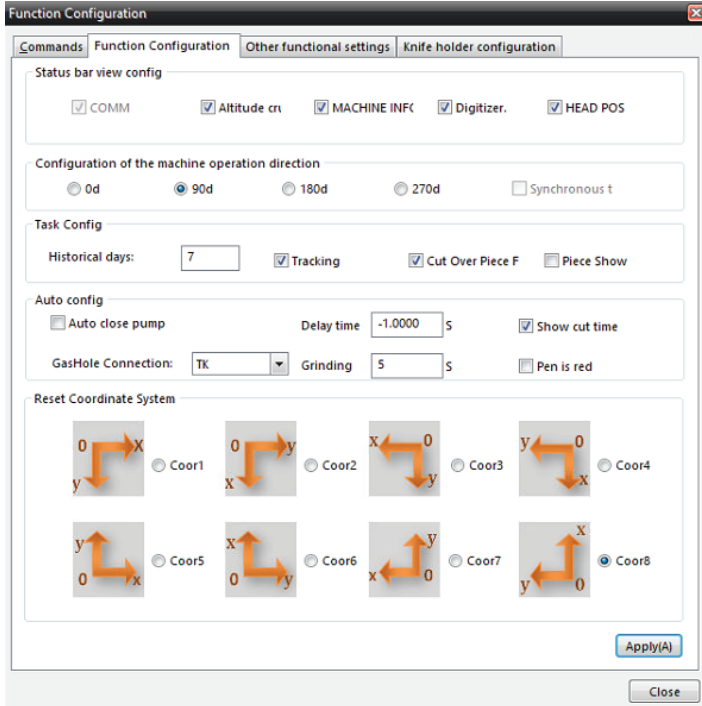 Function Configuration
Commands Function Configuration Other functional settings Knife holder configuration
Status bar view config
COMM Altitude cru MACHINE INFO Digitizer. HEAD POS
Configuration of the machine operation direction
0d 90d 180d 270d Synchronous t
Task Config
Historical days: 7 Tracking Cut Over Piece F Piece Show
Auto config
Auto close pump Delay time -1.0000 S Show cut time
GasHole Connection: TK Grinding 5 S Pen is red
Reset Coordinate System
0 X y Coor1 0 y x Coor2 x 0 y Coor3 y 0 x Coor4
y 0 x Coor5 x 0 y Coor6 y x 0 Coor7 x y 0 Coor8
Apply(A)
Close